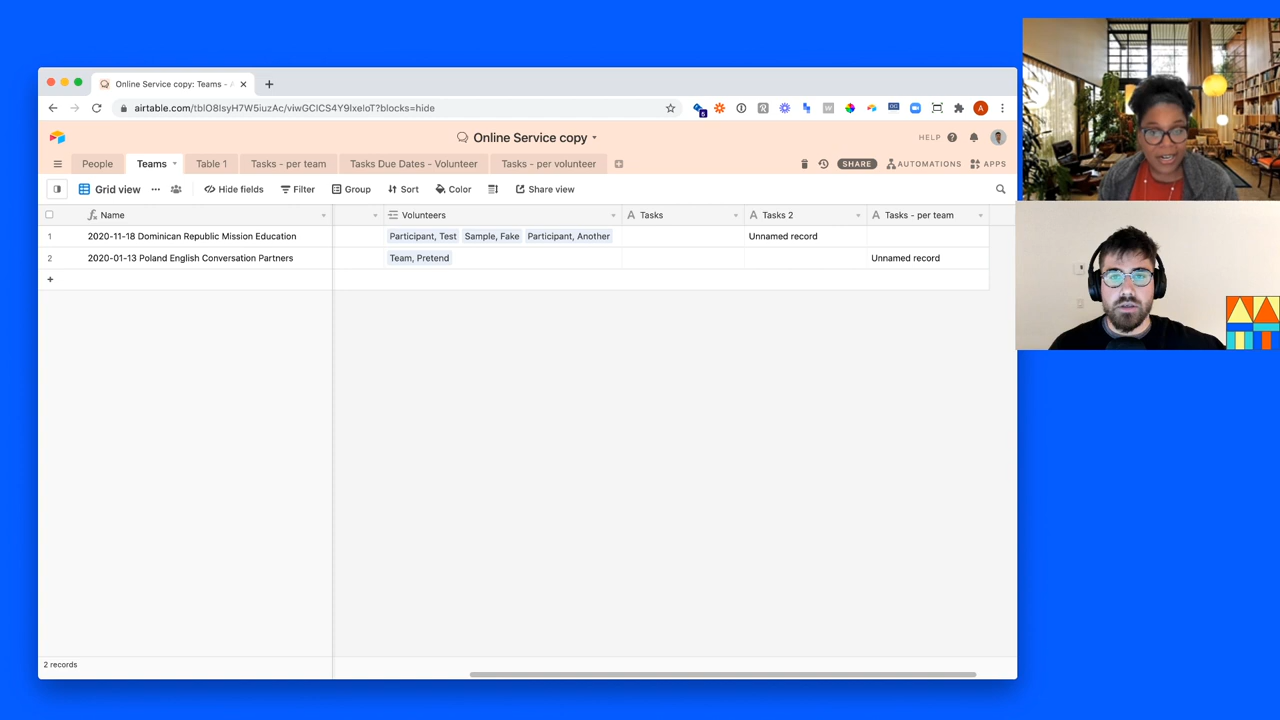 Online Service copy: Teams - A
airtable.com/tblO8IsyH7W5iuzAc/viwGClCS4Y9lxeloT?blocks=hide
5
A
Online Service copy
HELP
People
Teams
Table 1
Tasks - per team
Tasks Due Dates - Volunteer
Tasks - per volunteer
SHARE
AUTOMATIONS
APPS
Grid view
Hide fields
Filter
Group
Sort
Color
Share view
Name
Volunteers
Tasks
Tasks 2
Tasks - per team
1 2020-11-18 Dominican Republic Mission Education Participant, Test Sample, Fake Participant, Another Unnamed record
2 2020-01-13 Poland English Conversation Partners Team, Pretend Unnamed record
2 records